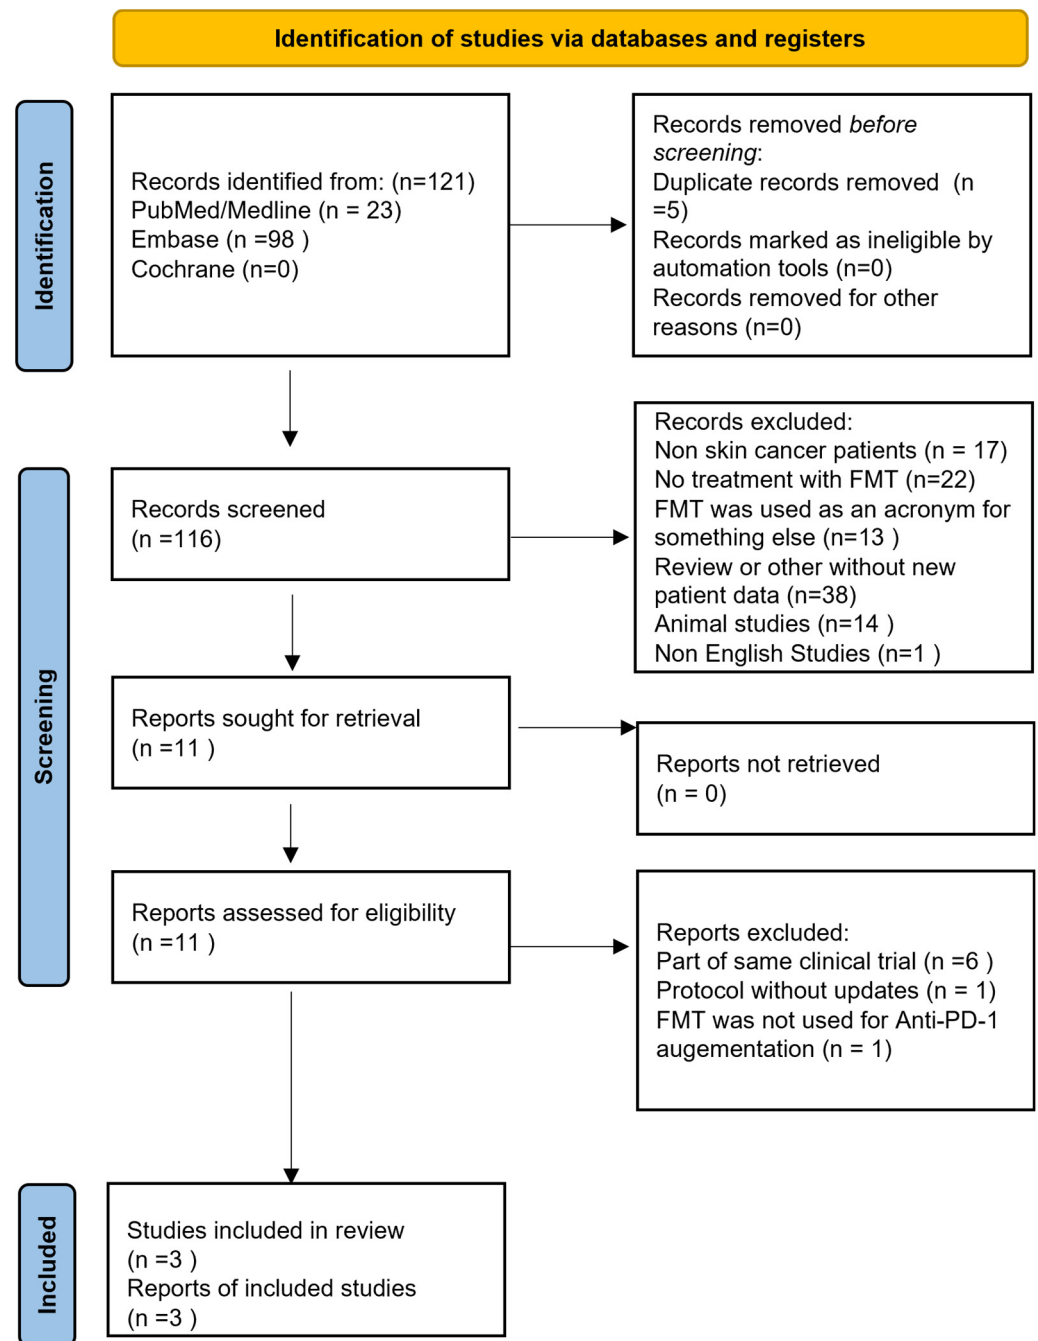 Identification of studies via databases and registers
Identification
Records identified from: (n=121)
PubMed/Medline (n = 23)
Embase (n =98 )
Cochrane (n=0)
Records removed before
screening:
Duplicate records removed (n
=5)
Records marked as ineligible by
automation tools (n=0)
Records removed for other
reasons (n=0)
Screening
Records screened
(n =116)
Records excluded:
Non skin cancer patients (n = 17)
No treatment with FMT (n=22)
FMT was used as an acronym for
something else (n=13 )
Review or other without new
patient data (n=38)
Animal studies (n=14 )
Non English Studies (n=1 )
Reports sought for retrieval
(n =11 )
Reports not retrieved
(n = 0)
Reports assessed for eligibility
(n =11 )
Reports excluded:
Part of same clinical trial (n =6 )
Protocol without updates (n = 1)
FMT was not used for Anti-PD-1
augementation (n = 1)
Included
Studies included in review
(n =3 )
Reports of included studies
(n =3 )